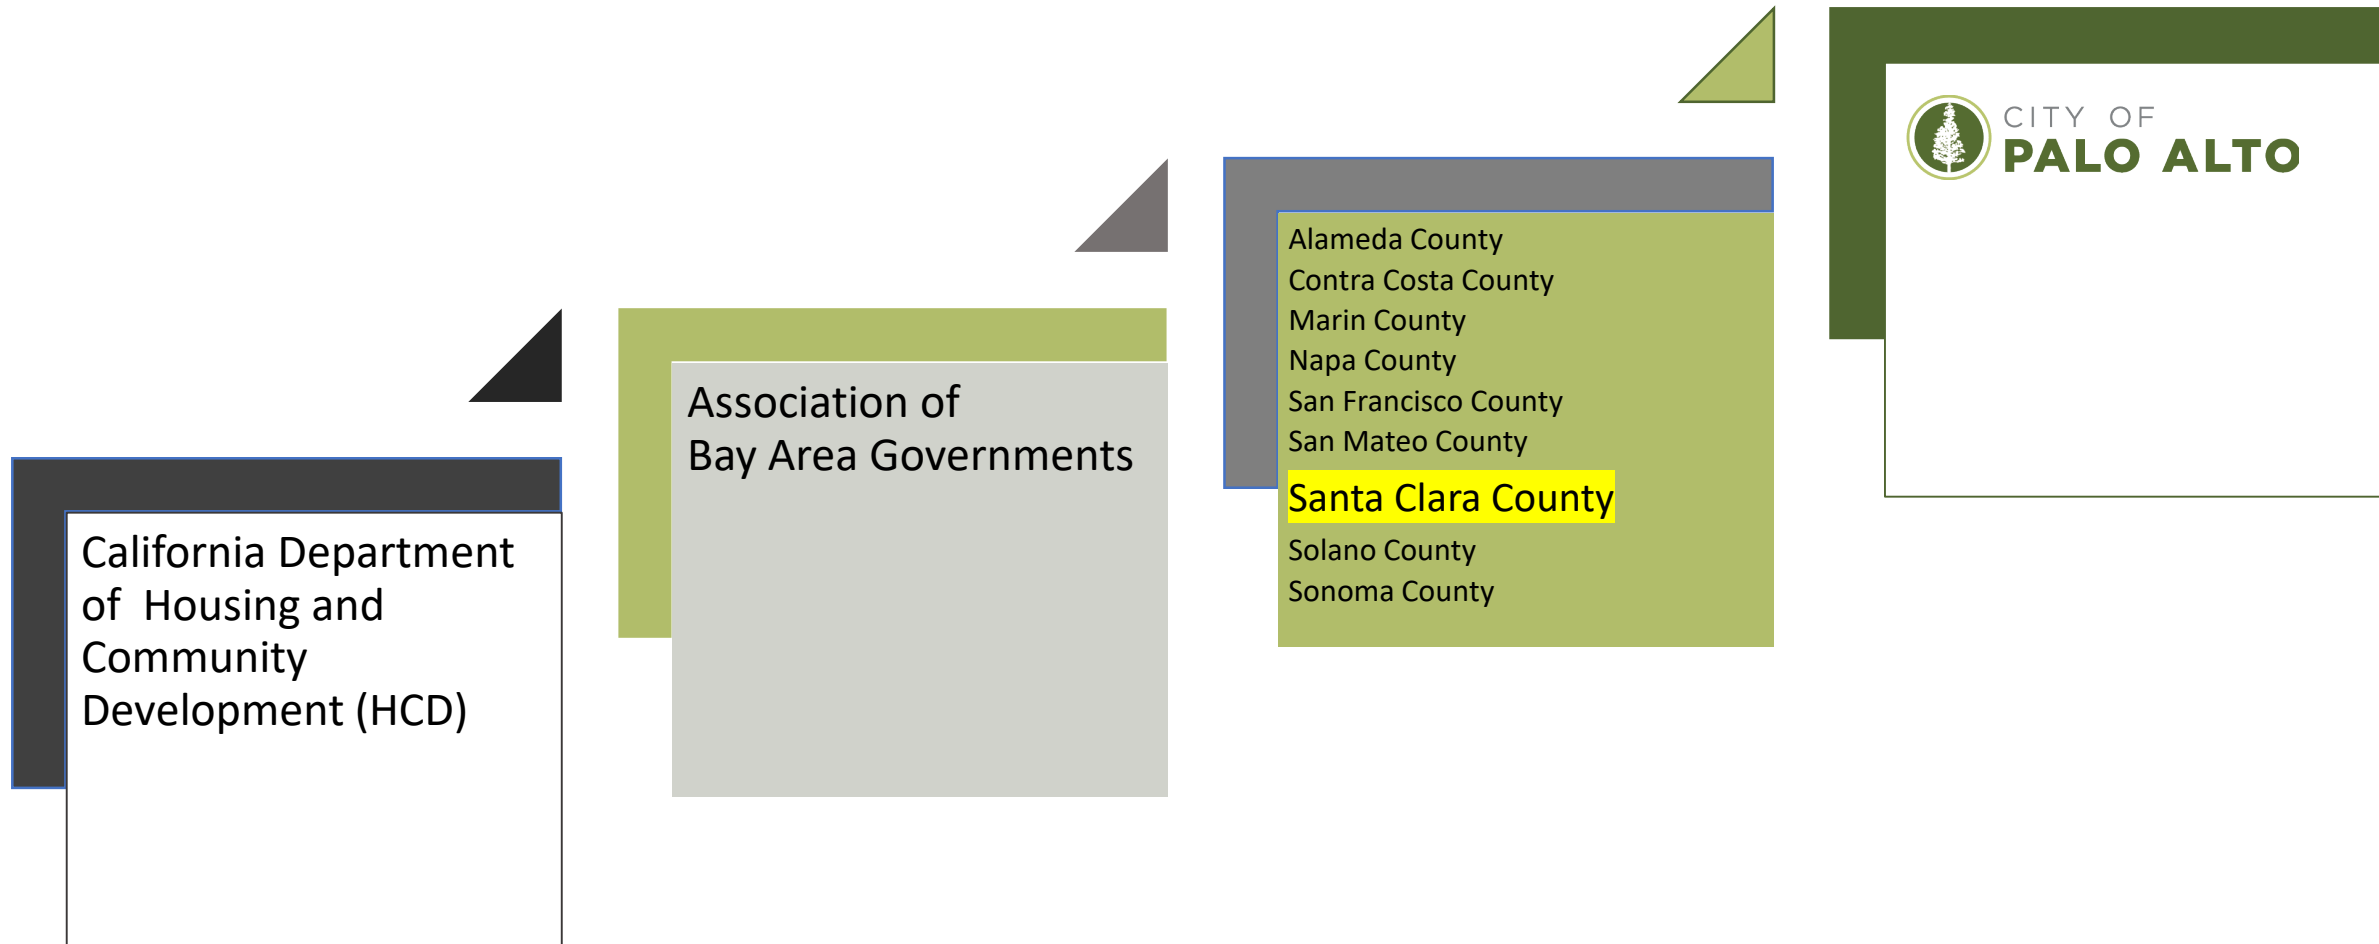 California Department
of  Housing and
Community
Development (HCD)
Association of
Bay Area Governments
Alameda County
Contra Costa County
Marin County
Napa County
San Francisco County
San Mateo County
Santa Clara County
Solano County
Sonoma County
CITY OF
PALO ALTO